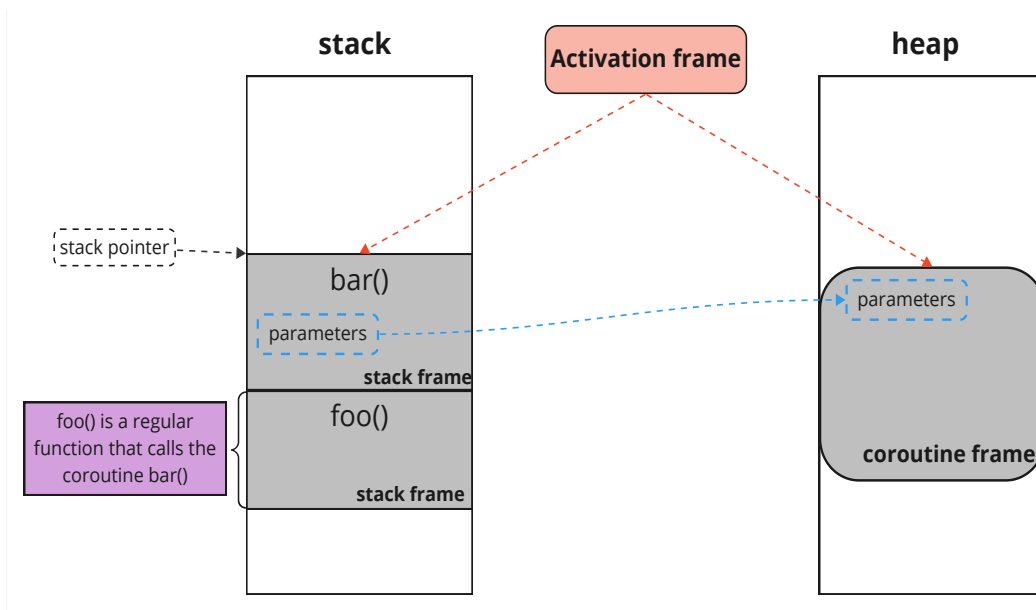 stack
Activation frame
heap
stack pointer
bar()
parameters
stack frame
parameters
foo() is a regular
function that calls the
coroutine bar()
foo()
stack frame
coroutine frame